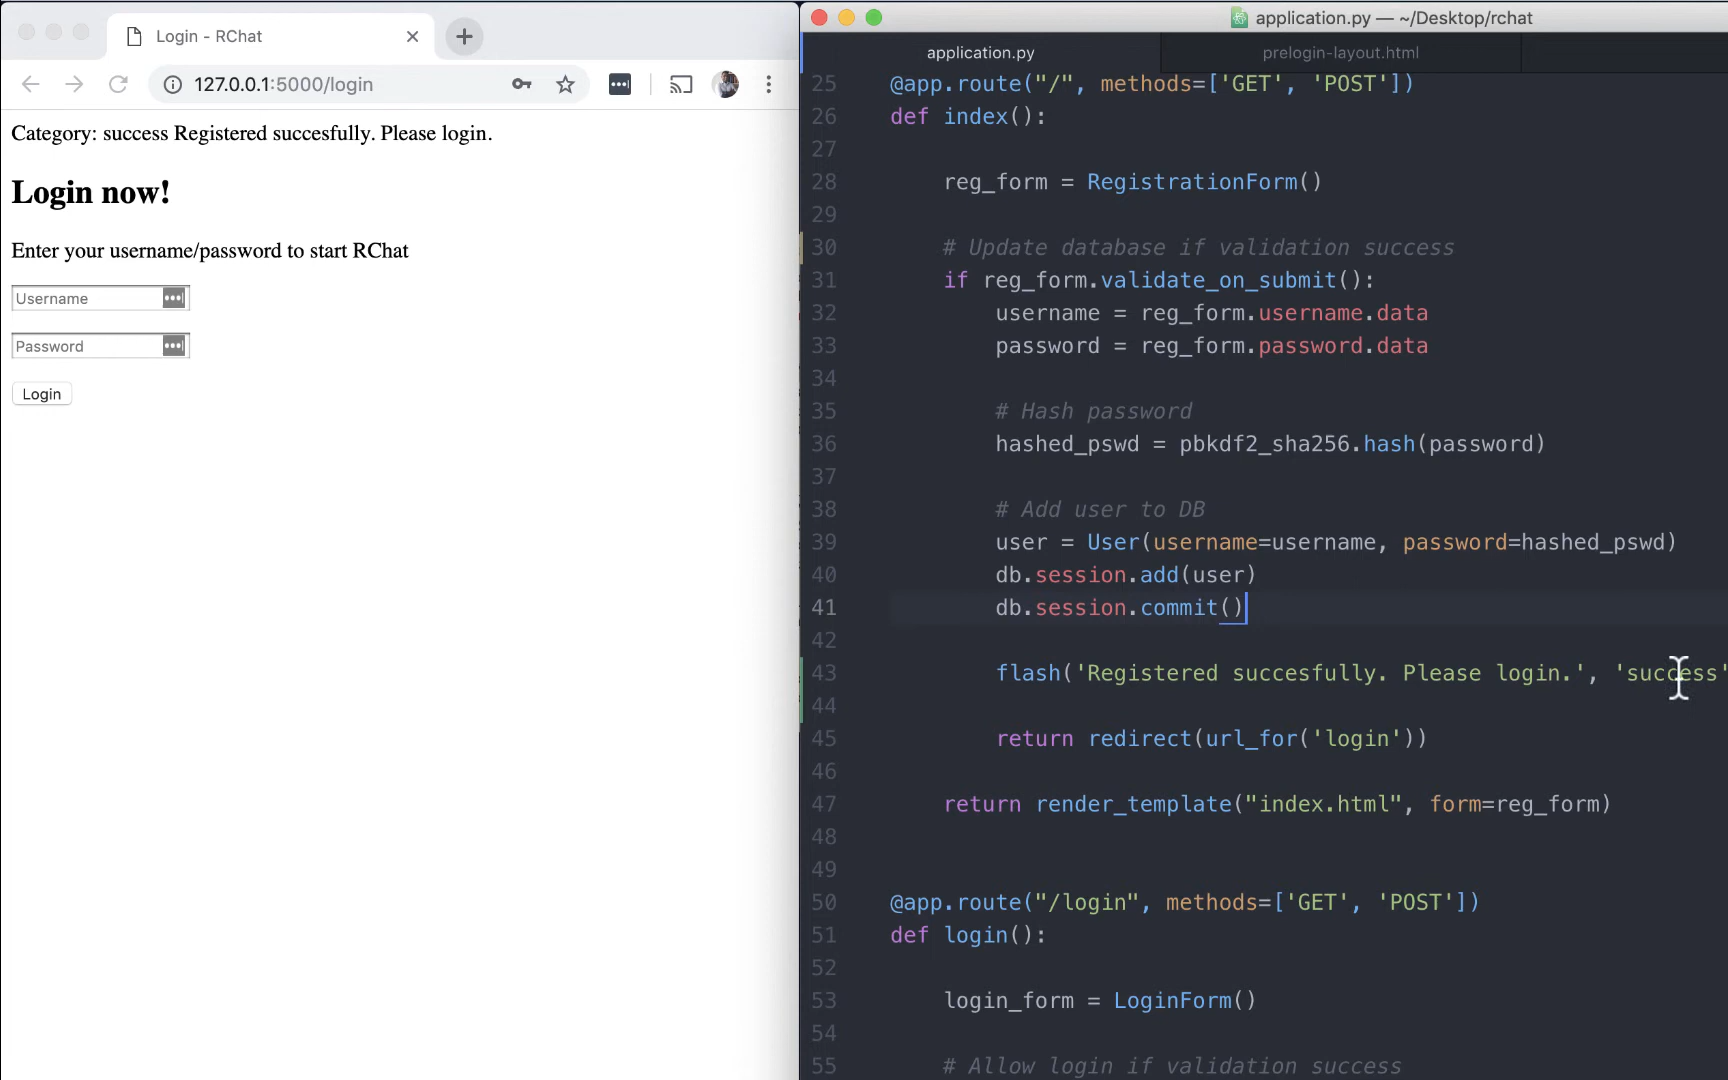 Login - RChat
127.0.0.1:5000/login
Category: success Registered succesfully. Please login.
Login now!
Enter your username/password to start RChat
Username
Password
Login
application.py — ~/Desktop/rchat
application.py
prelogin-layout.html
25 @app.route("/", methods=['GET', 'POST'])
26 def index():
27
28 reg_form = RegistrationForm()
29
30 # Update database if validation success
31 if reg_form.validate_on_submit():
32 username = reg_form.username.data
33 password = reg_form.password.data
34
35 # Hash password
36 hashed_pswd = pbkdf2_sha256.hash(password)
37
38 # Add user to DB
39 user = User(username=username, password=hashed_pswd)
40 db.session.add(user)
41 db.session.commit()
42
43 flash('Registered succesfully. Please login.', 'success'
44
45 return redirect(url_for('login'))
46
47 return render_template("index.html", form=reg_form)
48
49
50 @app.route("/login", methods=['GET', 'POST'])
51 def login():
52
53 login_form = LoginForm()
54
55 # Allow login if validation success